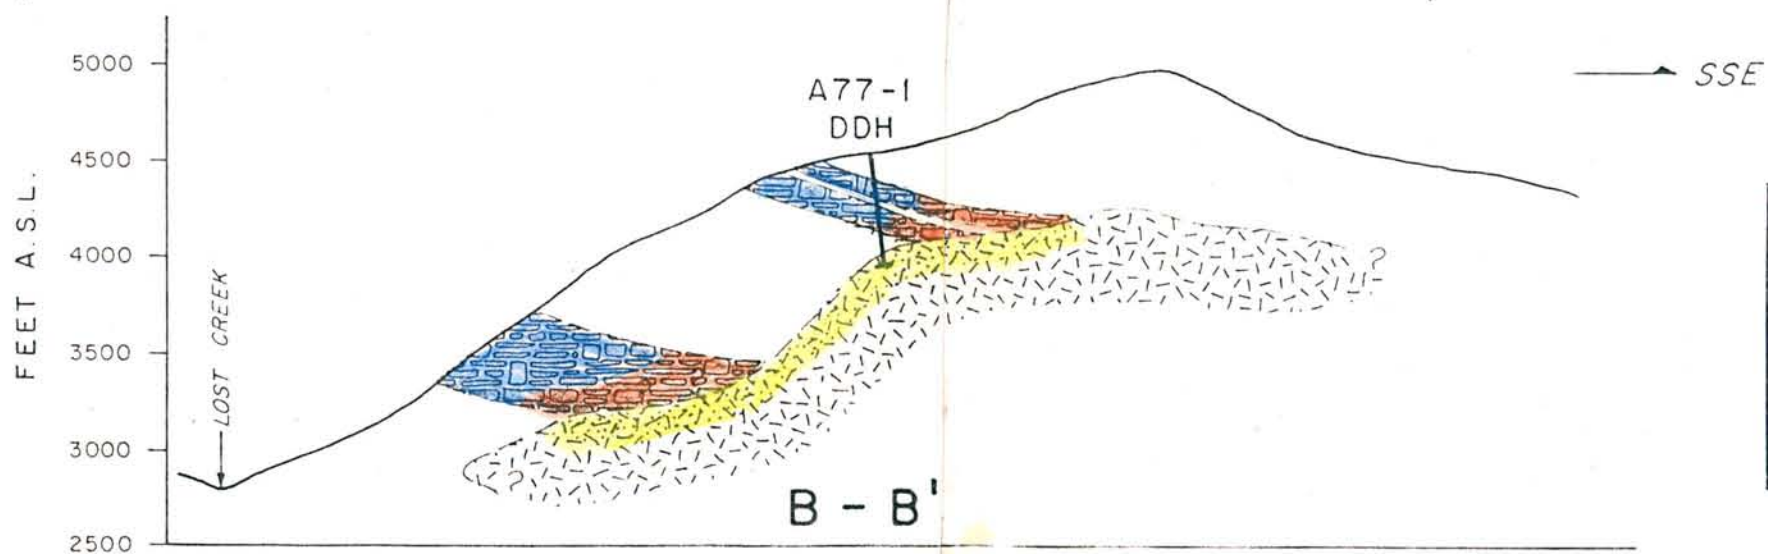 5000
4500
4000
3500
3000
2500
FEET A.S.L.
LOST CREEK
A77-1
DDH
SSE
?
?
B - B'